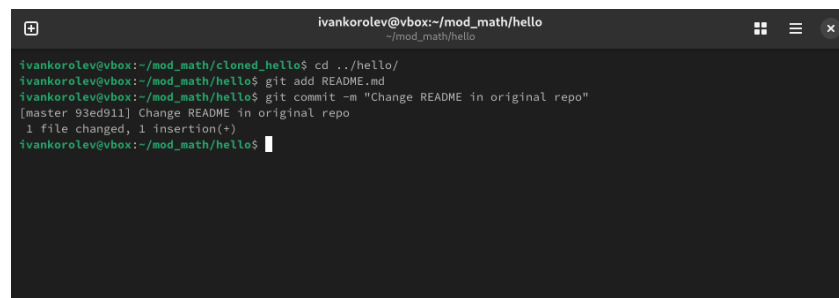 ivankorolev@vbox:~/mod_math/hello
~/mod_math/hello
ivankorolev@vbox:~/mod_math/cloned_hello$ cd ../hello/
ivankorolev@vbox:~/mod_math/hello$ git add README.md
ivankorolev@vbox:~/mod_math/hello$ git commit -m "Change README in original repo"
[master 93ed911] Change README in original repo
 1 file changed, 1 insertion(+)
ivankorolev@vbox:~/mod_math/hello$